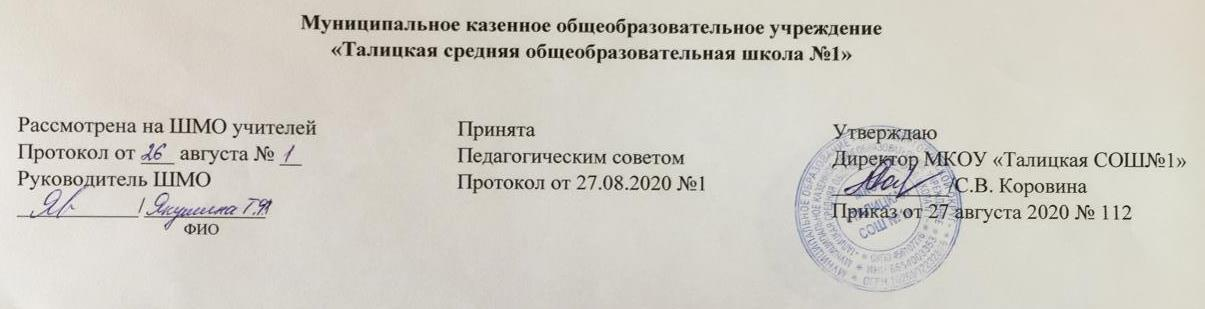 Муниципальное казенное общеобразовательное учреждение
«Талицкая средняя общеобразовательная школа №1»
Рассмотрена на ШМО учителей
Протокол от 26 августа № 1
Руководитель ШМО
/
ФИО
Принята
Педагогическим советом
Протокол от 27.08.2020 №1
Утверждаю
Директор МКОУ «Талицкая СОШ№1»
/С.В. Коровина
Приказ от 27 августа 2020 № 112